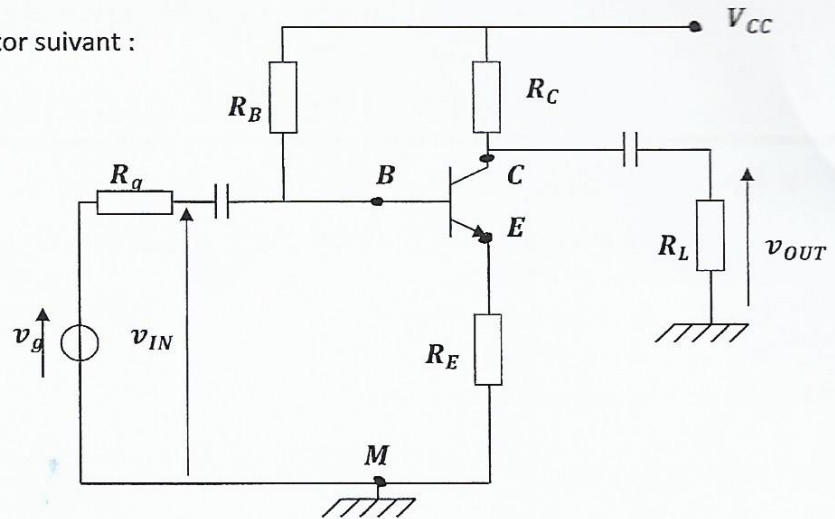 tor suivant :
V_CC
R_B
R_C
R_g
B
C
E
R_L
v_OUT
v_g
v_IN
R_E
M